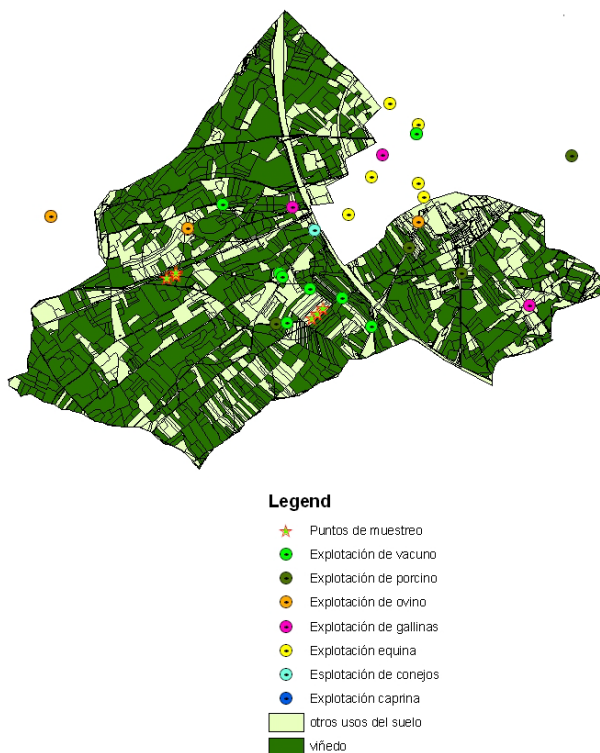 Legend
Puntos de muestreo
Explotación de vacuno
Explotación de porcino
Explotación de ovino
Explotación de gallinas
Explotación equina
Esplotación de conejos
Explotación caprina
otros usos del suelo
viñedo